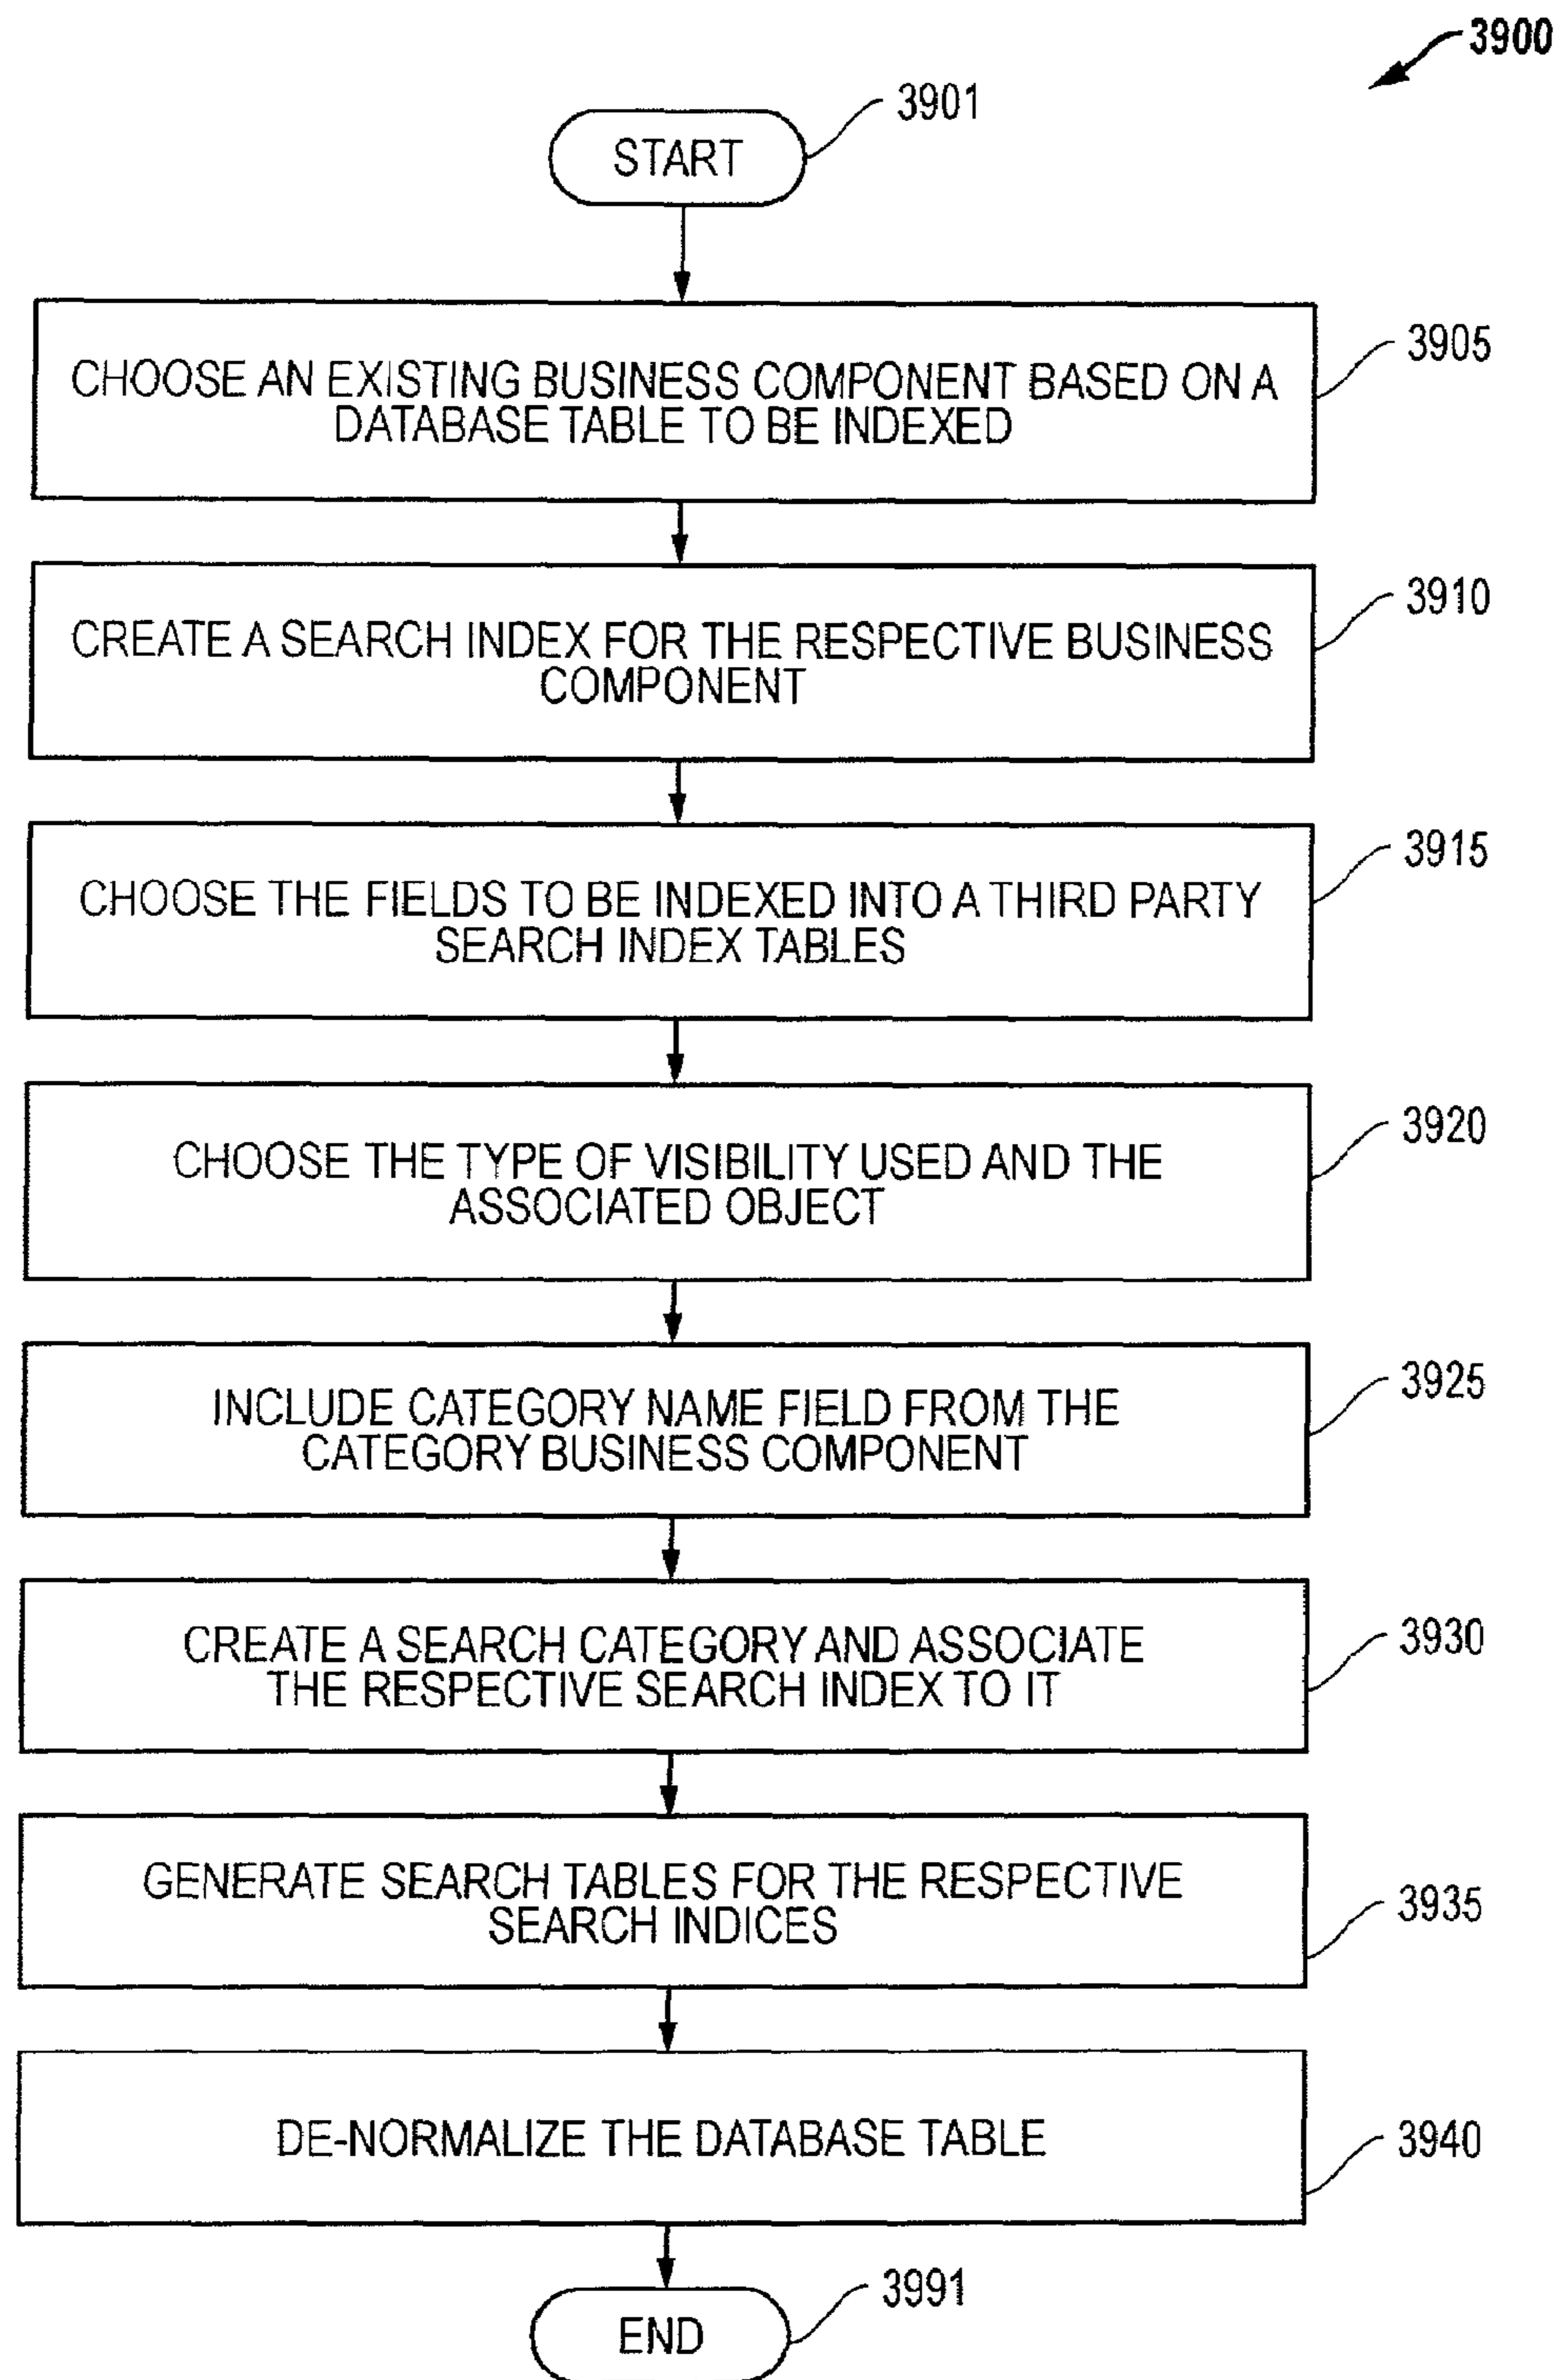 3900
START
3901
CHOOSE AN EXISTING BUSINESS COMPONENT BASED ON A
DATABASE TABLE TO BE INDEXED
3905
CREATE A SEARCH INDEX FOR THE RESPECTIVE BUSINESS
COMPONENT
3910
CHOOSE THE FIELDS TO BE INDEXED INTO A THIRD PARTY
SEARCH INDEX TABLES
3915
CHOOSE THE TYPE OF VISIBILITY USED AND THE
ASSOCIATED OBJECT
3920
INCLUDE CATEGORY NAME FIELD FROM THE
CATEGORY BUSINESS COMPONENT
3925
CREATE A SEARCH CATEGORY AND ASSOCIATE
THE RESPECTIVE SEARCH INDEX TO IT
3930
GENERATE SEARCH TABLES FOR THE RESPECTIVE
SEARCH INDICES
3935
DE-NORMALIZE THE DATABASE TABLE
3940
END
3991